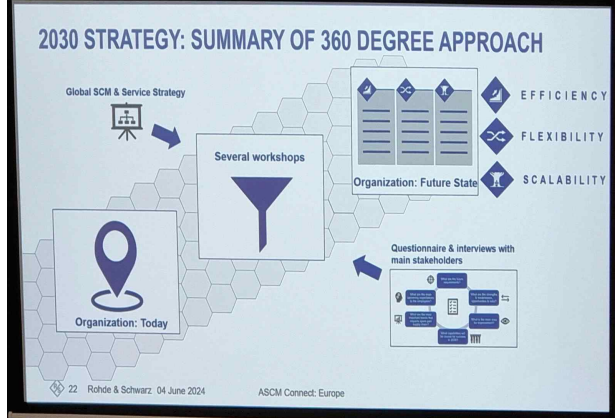 2030 STRATEGY: SUMMARY OF 360 DEGREE APPROACH
Global SCM & Service Strategy
Several workshops
Organization: Today
Organization: Future State
EFFICIENCY
FLEXIBILITY
SCALABILITY
Questionnaire & interviews with
main stakeholders
22 Rohde & Schwarz 04 June 2024
ASCM Connect: Europe